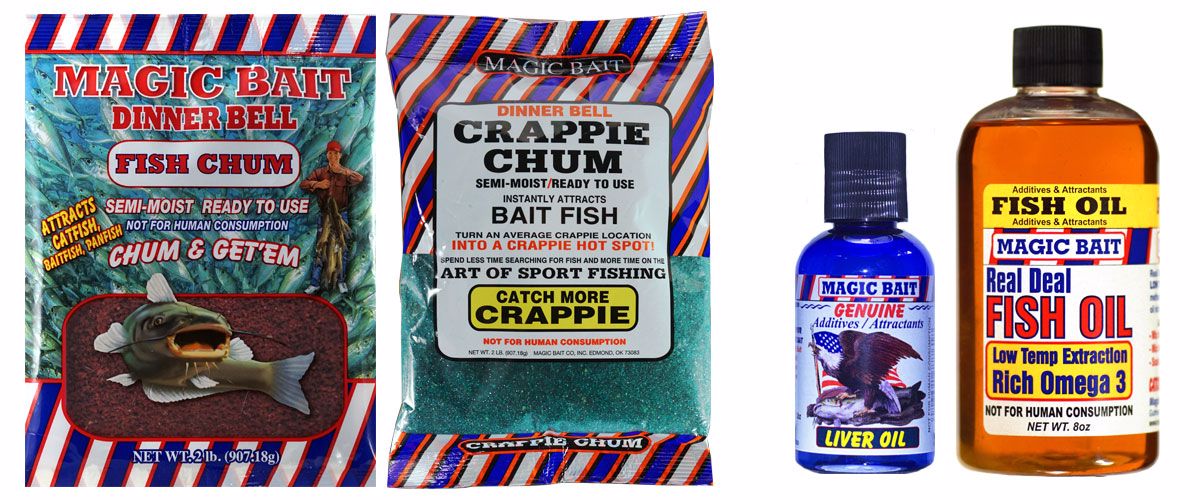 MAGIC BAIT
DINNER BELL
FISH CHUM
ATTRACTS
CATFISH,
BAITFISH, PANFISH
SEMI-MOIST READY TO USE
NOT FOR HUMAN CONSUMPTION
CHUM & GET'EM
NET WT. 2 lb. (907.18g)
MAGIC BAIT
DINNER BELL
CRAPPIE
CHUM
SEMI-MOIST/READY TO USE
INSTANTLY ATTRACTS
BAIT FISH
TURN AN AVERAGE CRAPPIE LOCATION
INTO A CRAPPIE HOT SPOT!
SPEND LESS TIME SEARCHING FOR FISH AND MORE TIME ON THE
ART OF SPORT FISHING
CATCH MORE
CRAPPIE
NOT FOR HUMAN CONSUMPTION
NET WT. 2 LB. (907,18g) MAGIC BAIT CO, INC. EDMOND, OK 73083
CRAPPIE CHUM
MAGIC BAIT
GENUINE
Additives / Attractants
LIVER OIL
Additives & Attractants
FISH OIL
Additives & Attractants
MAGIC BAIT
Real Deal
FISH OIL
Low Temp Extraction
Rich Omega 3
NOT FOR HUMAN CONSUMPTION
NET WT. 8oz